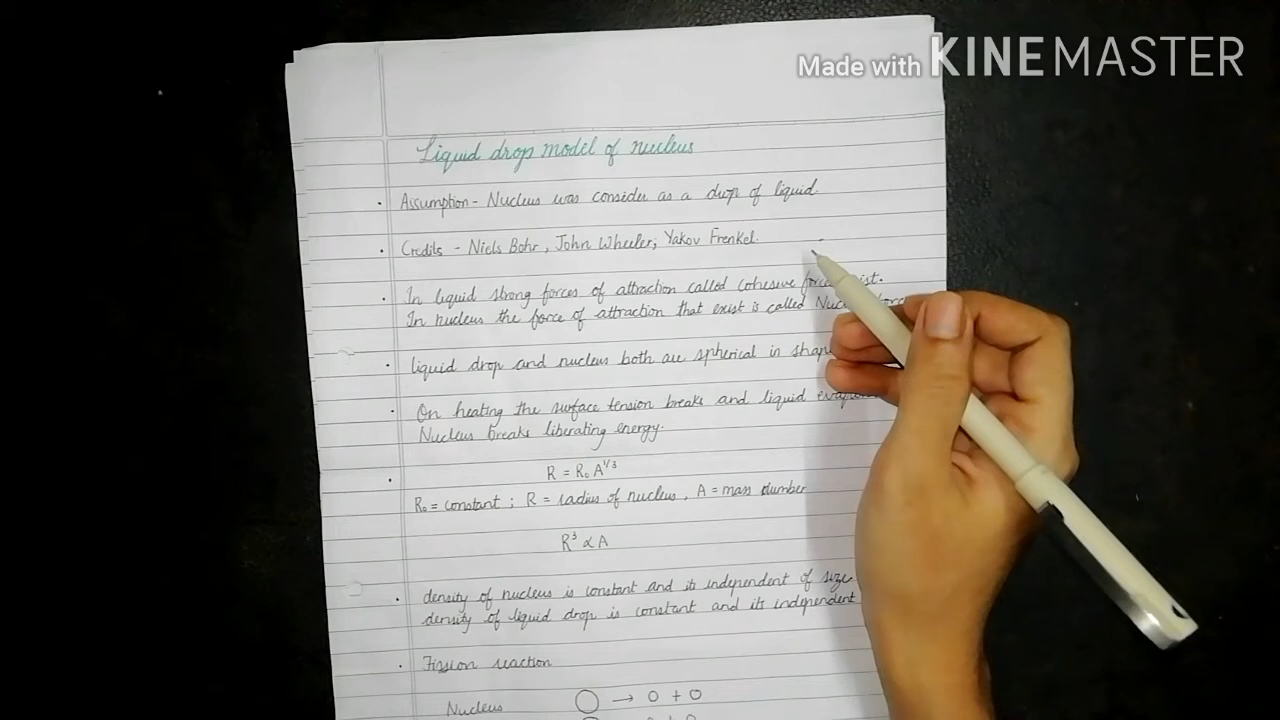 Made with KINEMASTER
Liquid drop model of nucleus
. Assumption - Nucleus was consider as a drop of liquid.
. Credits - Niels Bohr, John Wheeler, Yakov Frenkel.
. In liquid strong forces of attraction called cohesive
In nucleus the force of attraction that exist is called
. liquid drop and nucleus both are spherical in
. On heating the surface tension breaks and liquid
Nucleus breaks liberating energy.
. R = R₀ A^1/3
R₀ = constant ; R = radius of nucleus, A = mass number
R³ ∝ A
. density of nucleus is constant and its independent of size.
density of liquid drop is constant and its independent
. Fission reaction
Nucleus ○ → ○ + ○